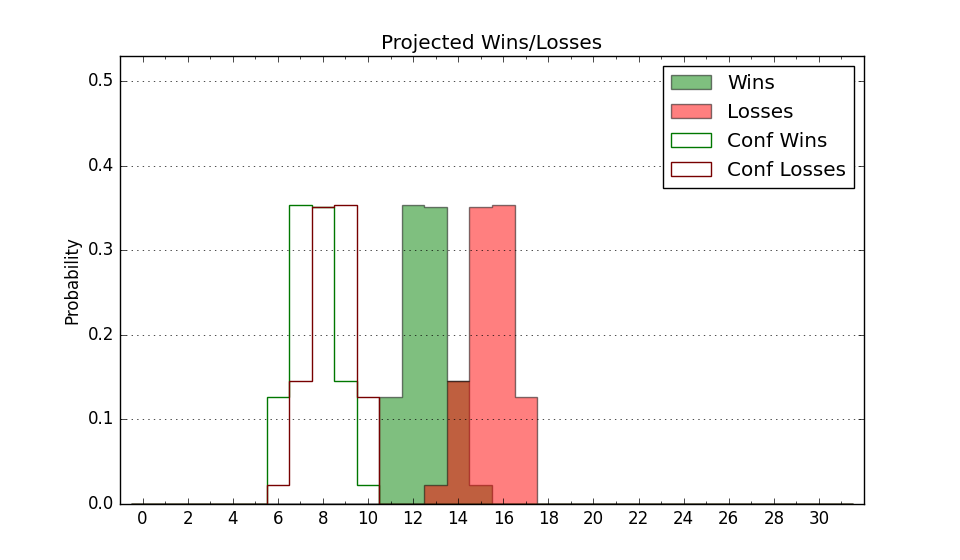 Projected Wins/Losses
Wins
Losses
Conf Wins
Conf Losses
Probability
0.5
0.4
0.3
0.2
0.1
0.0
0 2 4 6 8 10 12 14 16 18 20 22 24 26 28 30